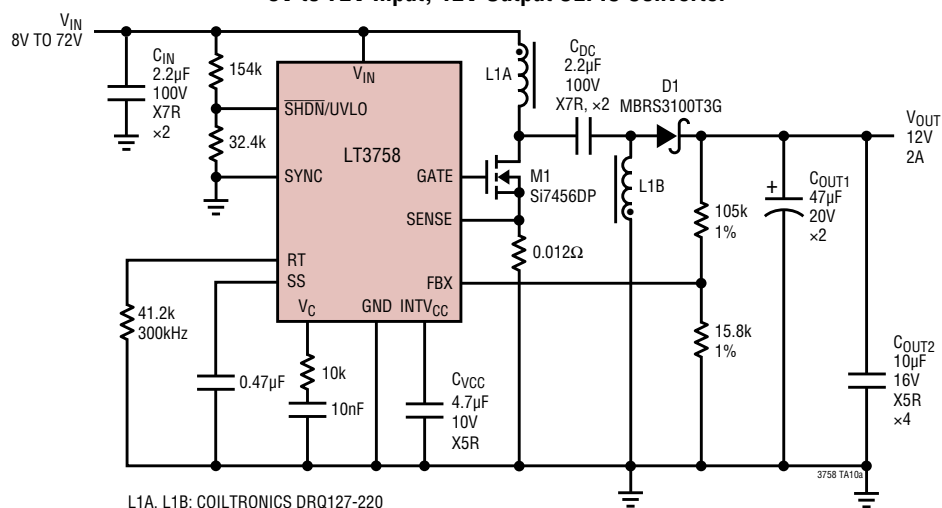 8V to 72V Input, 12V Output SEPIC Converter
VIN
8V TO 72V
CIN
2.2µF
100V
X7R
×2
154k
32.4k
VIN
SHDN/UVLO
LT3758
SYNC
GATE
SENSE
RT
SS
FBX
VC
GND
INTVCC
L1A
CDC
2.2µF
100V
X7R, ×2
D1
MBRS3100T3G
VOUT
12V
2A
M1
Si7456DP
L1B
0.012Ω
105k
1%
15.8k
1%
COUT1
47µF
20V
×2
COUT2
10µF
16V
X5R
×4
41.2k
300kHz
0.47µF
10k
10nF
CVCC
4.7µF
10V
X5R
3758 TA10a
L1A, L1B: COILTRONICS DRQ127-220